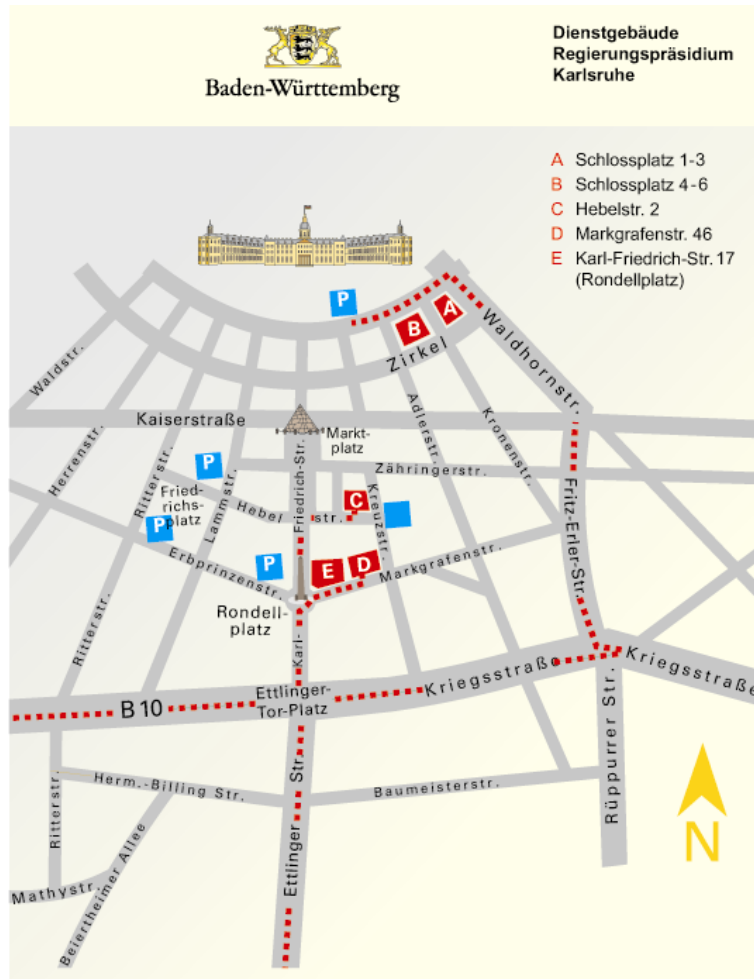 Baden-Württemberg
Dienstgebäude
Regierungspräsidium
Karlsruhe
A Schlossplatz 1-3
B Schlossplatz 4-6
C Hebelstr. 2
D Markgrafenstr. 46
E Karl-Friedrich-Str. 17
(Rondellplatz)
P
A
B
Zirkel
Waldhornstr.
Waldstr.
Kaiserstraße
Markt-
platz
Adlerstr.
Kronenstr.
Herrenstr.
Ritterstr.
P
Lammstr.
Friedrich-Str.
Zähringerstr.
Fried-
richs-
platz
P
Hebel
str.
C
Kreuzstr.
Fritz-Erler-Str.
Erbprinzenstr.
P
E
D
Markgrafenstr.
Rondell-
platz
Karl-
Ritterstr.
Kriegsstraße
Kriegsstraße
B 10
Ettlinger-
Tor-Platz
Rüppurrer Str.
Ritterstr.
Herm.-Billing Str.
Ettlinger Str.
Baumeisterstr.
N
Mathystr.
Beiertheimer Allee